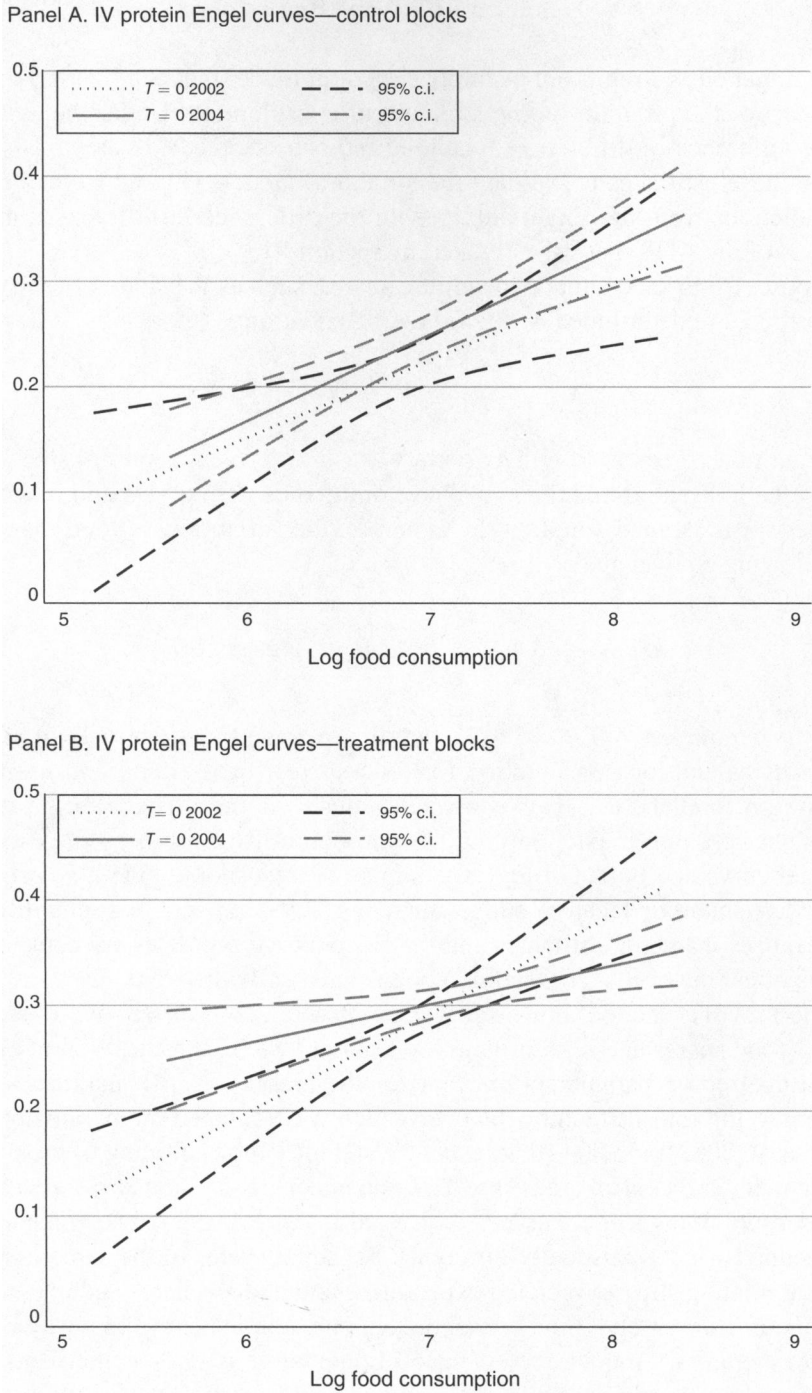 Panel A. IV protein Engel curves—control blocks
0.5
T = 0 2002 95% c.i.
T = 0 2004 95% c.i.
0.4
0.3
0.2
0.1
0
5 6 7 8 9
Log food consumption
Panel B. IV protein Engel curves—treatment blocks
0.5
T= 0 2002 95% c.i.
T = 0 2004 95% c.i.
0.4
0.3
0.2
0.1
0
5 6 7 8 9
Log food consumption